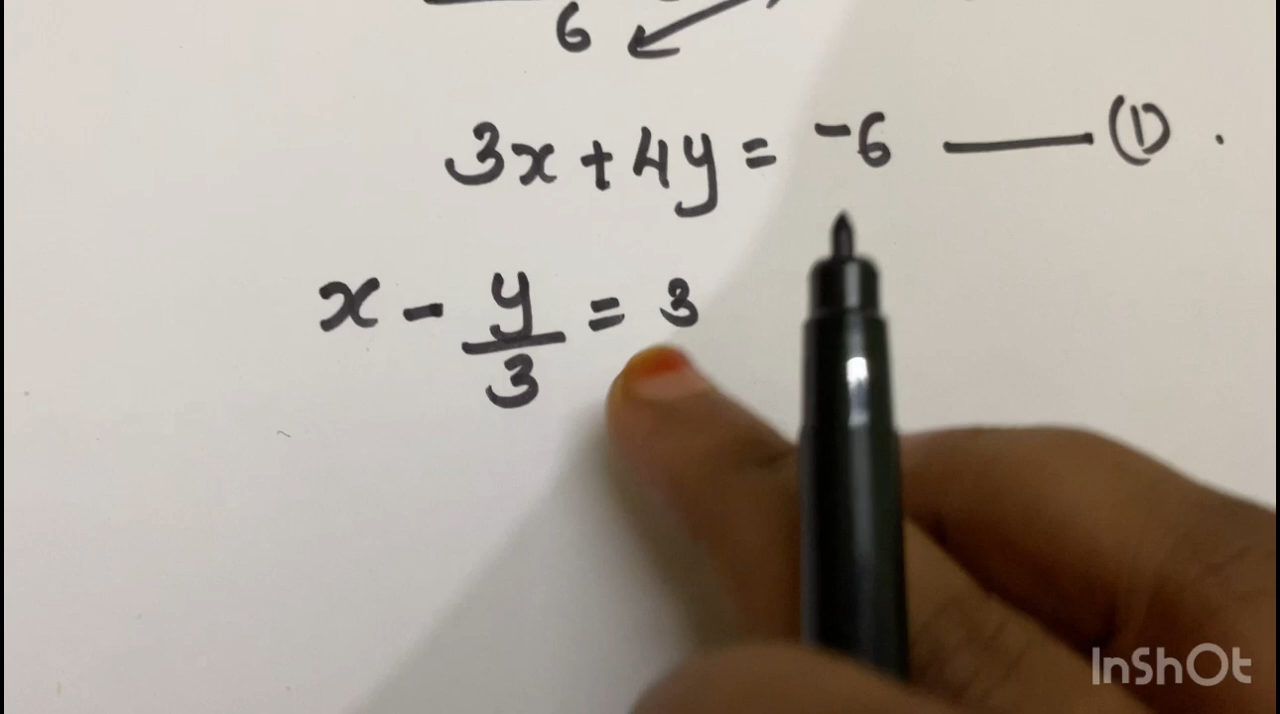 6
3x + 4y = -6 —— (1) .
x - y/3 = 3
InShOt